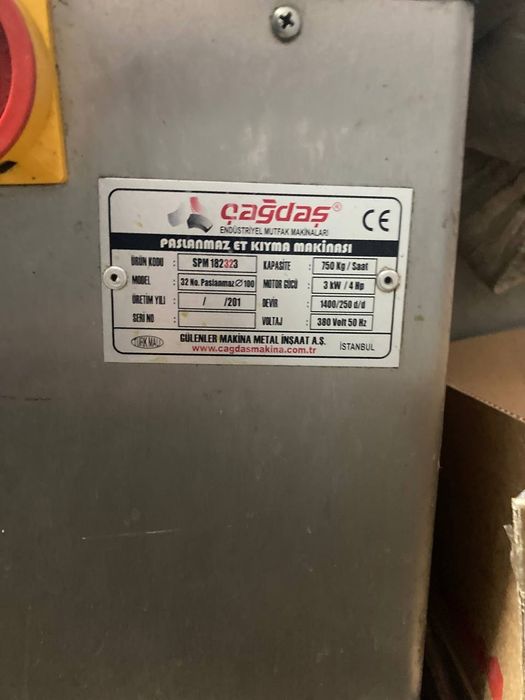 çağdaş®
ENDÜSTRİYEL MUTFAK MAKİNALARI
CE
PASLANMAZ ET KIYMA MAKİNASI
ÜRÜN KODU : SPM 182323 KAPASİTE : 750 Kg / Saat
MODEL : 32 No. Paslanmaz Ø 100 MOTOR GÜCÜ : 3 kW / 4 Hp
ÜRETİM YILI : / /201 DEVİR : 1400/250 d/d
SERİ NO : VOLTAJ : 380 Volt 50 Hz
TÜRK MALI GÜLENLER MAKİNA METAL İNŞAAT A.Ş.
www.cagdasmakina.com.tr İSTANBUL